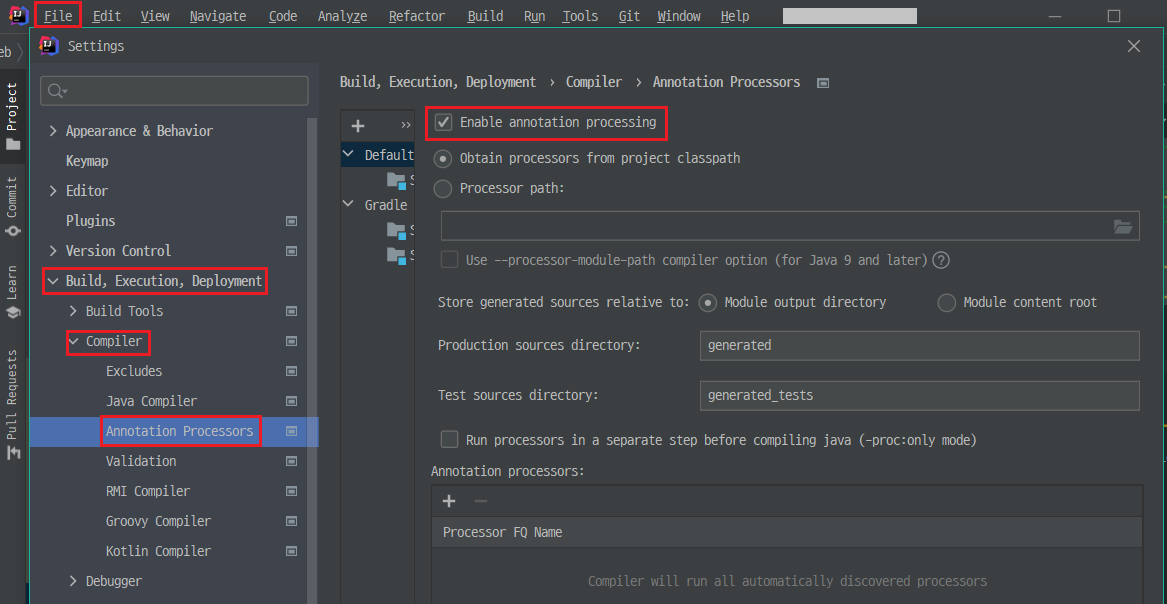 IJ File Edit View Navigate Code Analyze Refactor Build Run Tools Git Window Help
eb
IJ Settings
Project
Commit
Learn
Pull Requests
Appearance & Behavior
Keymap
Editor
Plugins
Version Control
Build, Execution, Deployment
Build Tools
Compiler
Excludes
Java Compiler
Annotation Processors
Validation
RMI Compiler
Groovy Compiler
Kotlin Compiler
Debugger
Build, Execution, Deployment › Compiler › Annotation Processors
+ »
Default
S
Gradle
S
S
Enable annotation processing
Obtain processors from project classpath
Processor path:
Use --processor-module-path compiler option (for Java 9 and later) ?
Store generated sources relative to: Module output directory Module content root
Production sources directory: generated
Test sources directory: generated_tests
Run processors in a separate step before compiling java (-proc:only mode)
Annotation processors:
+ −
Processor FQ Name
Compiler will run all automatically discovered processors